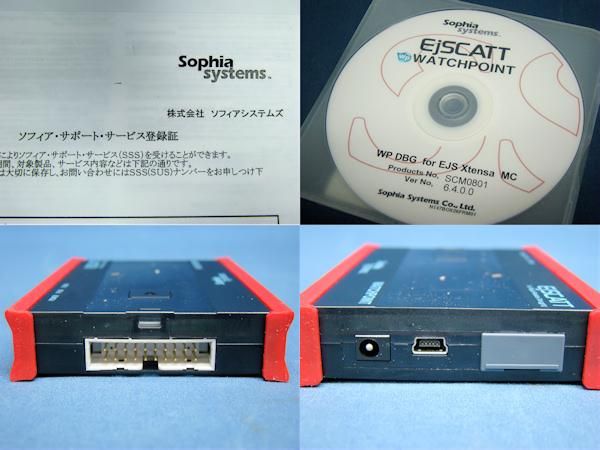 Sophia
systems™
株式会社 ソフィアシステムズ
ソフィア・サポート・サービス登録証
によりソフィア・サポート・サービス(SSS)を受けることができます。
間、対象製品、サービス内容などは下記の通りです。
は大切に保存し、お問い合わせにはSSS(SUS)ナンバーをお申しつけ下
Sophia
systems™
EJSCATT
WP WATCHPOINT
WP DBG for EJS Xtensa MC
Products No. SCM0801
Ver No. 6.4.0.0
Sophia Systems Co., Ltd.
EJSCATT